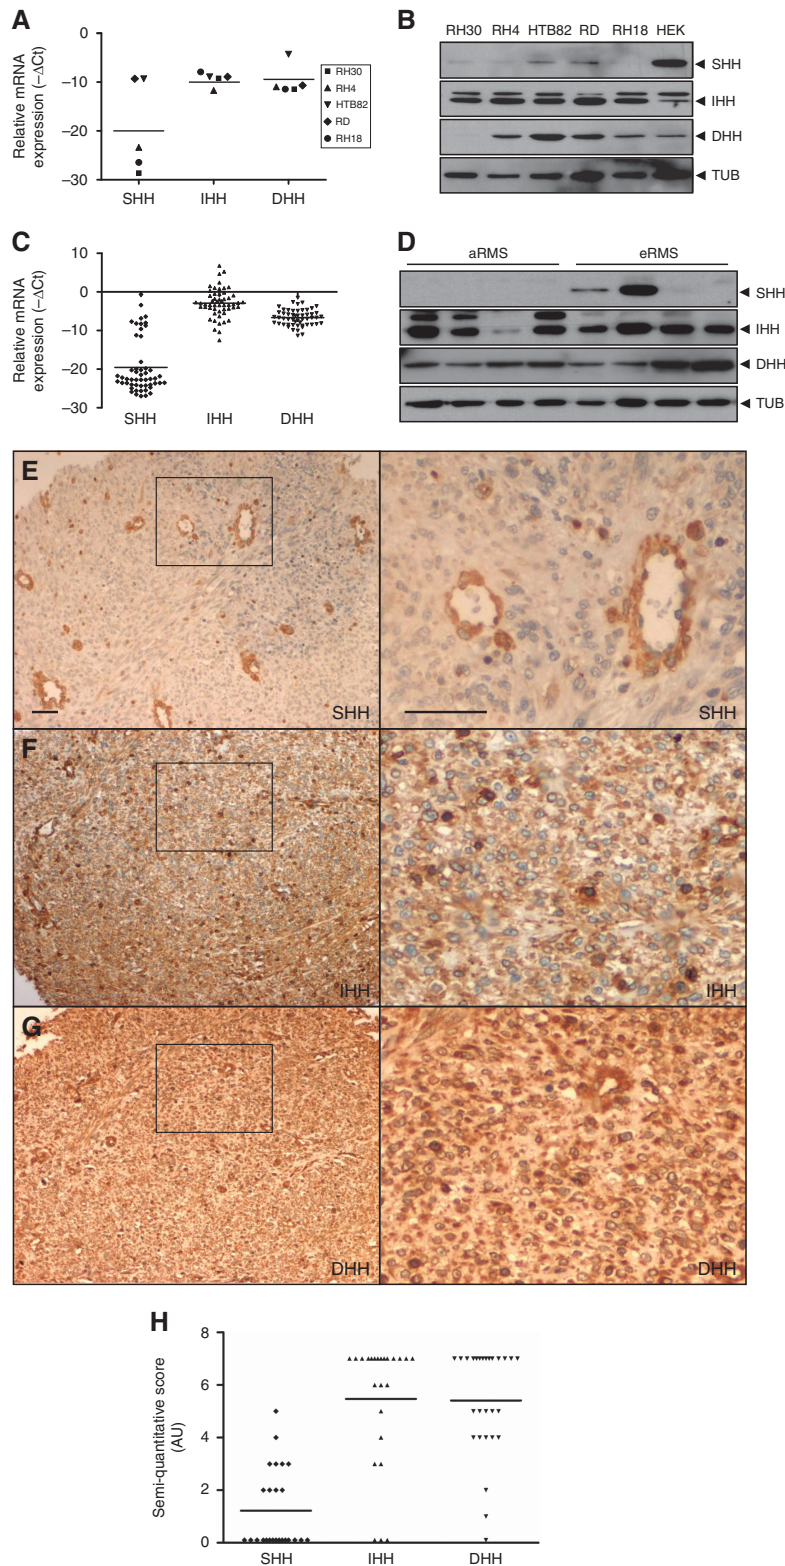 A
Relative mRNA
expression (–ΔCt)
0
–10
–20
–30
SHH IHH DHH
RH30
RH4
HTB82
RD
RH18
B
RH30 RH4 HTB82 RD RH18 HEK
SHH
IHH
DHH
TUB
C
Relative mRNA
expression (–ΔCt)
10
0
–10
–20
–30
SHH IHH DHH
D
aRMS eRMS
SHH
IHH
DHH
TUB
E
SHH
SHH
F
IHH
IHH
G
DHH
DHH
H
Semi-quantitative score
(AU)
8
6
4
2
0
SHH IHH DHH